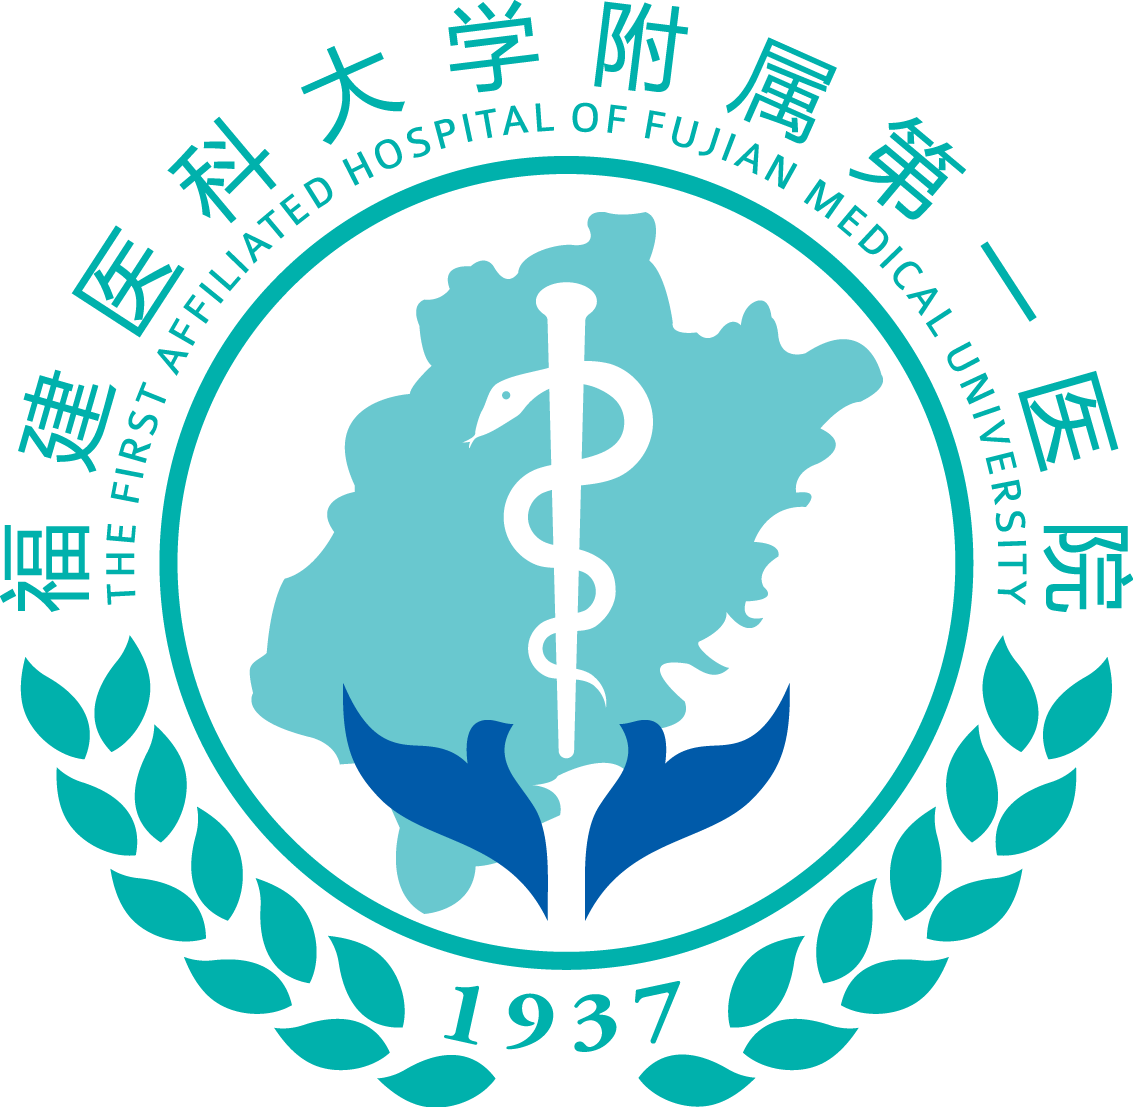 福建医科大学附属第一医院
THE FIRST AFFILIATED HOSPITAL OF FUJIAN MEDICAL UNIVERSITY
1937